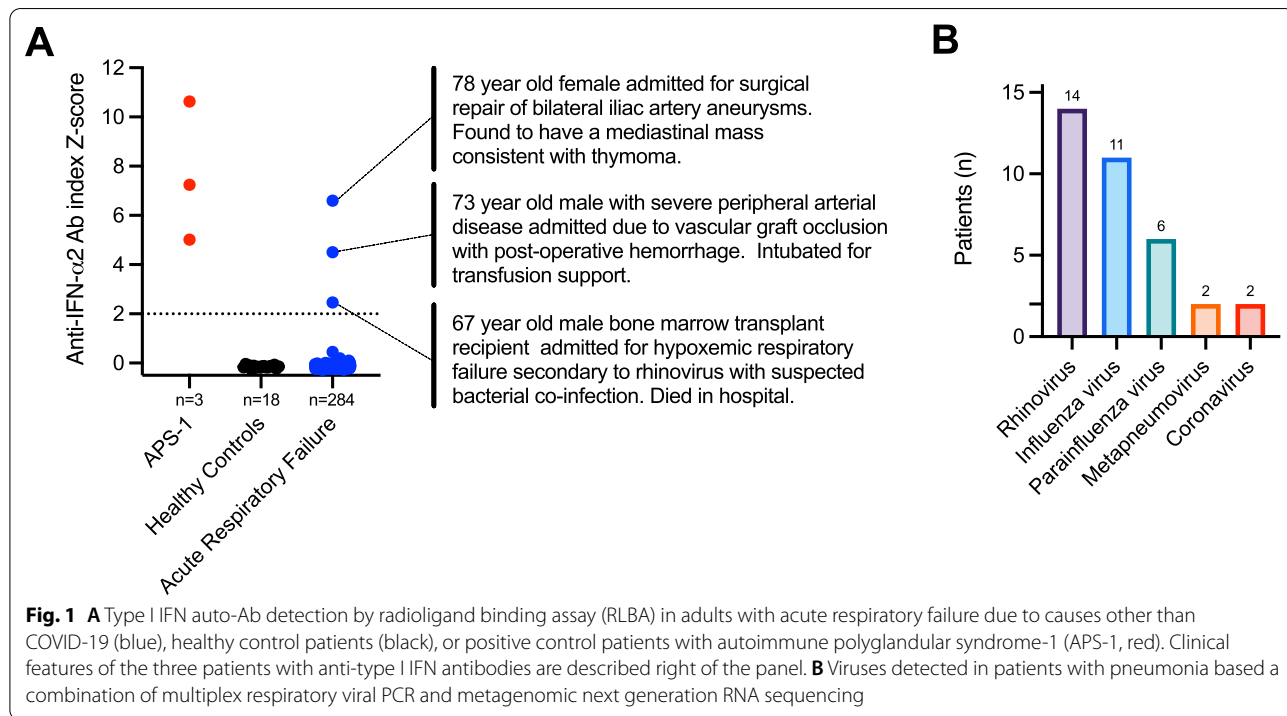 A
Anti-IFN-α2 Ab index Z-score
12
10
8
6
4
2
0
n=3
n=18
n=284
APS-1
Healthy Controls
Acute Respiratory Failure
78 year old female admitted for surgical
repair of bilateral iliac artery aneurysms.
Found to have a mediastinal mass
consistent with thymoma.
73 year old male with severe peripheral arterial
disease admitted due to vascular graft occlusion
with post-operative hemorrhage. Intubated for
transfusion support.
67 year old male bone marrow transplant
recipient admitted for hypoxemic respiratory
failure secondary to rhinovirus with suspected
bacterial co-infection. Died in hospital.
B
Patients (n)
15
10
5
0
14
11
6
2
2
Rhinovirus
Influenza virus
Parainfluenza virus
Metapneumovirus
Coronavirus
Fig. 1 A Type I IFN auto-Ab detection by radioligand binding assay (RLBA) in adults with acute respiratory failure due to causes other than
COVID-19 (blue), healthy control patients (black), or positive control patients with autoimmune polyglandular syndrome-1 (APS-1, red). Clinical
features of the three patients with anti-type I IFN antibodies are described right of the panel. B Viruses detected in patients with pneumonia based a
combination of multiplex respiratory viral PCR and metagenomic next generation RNA sequencing